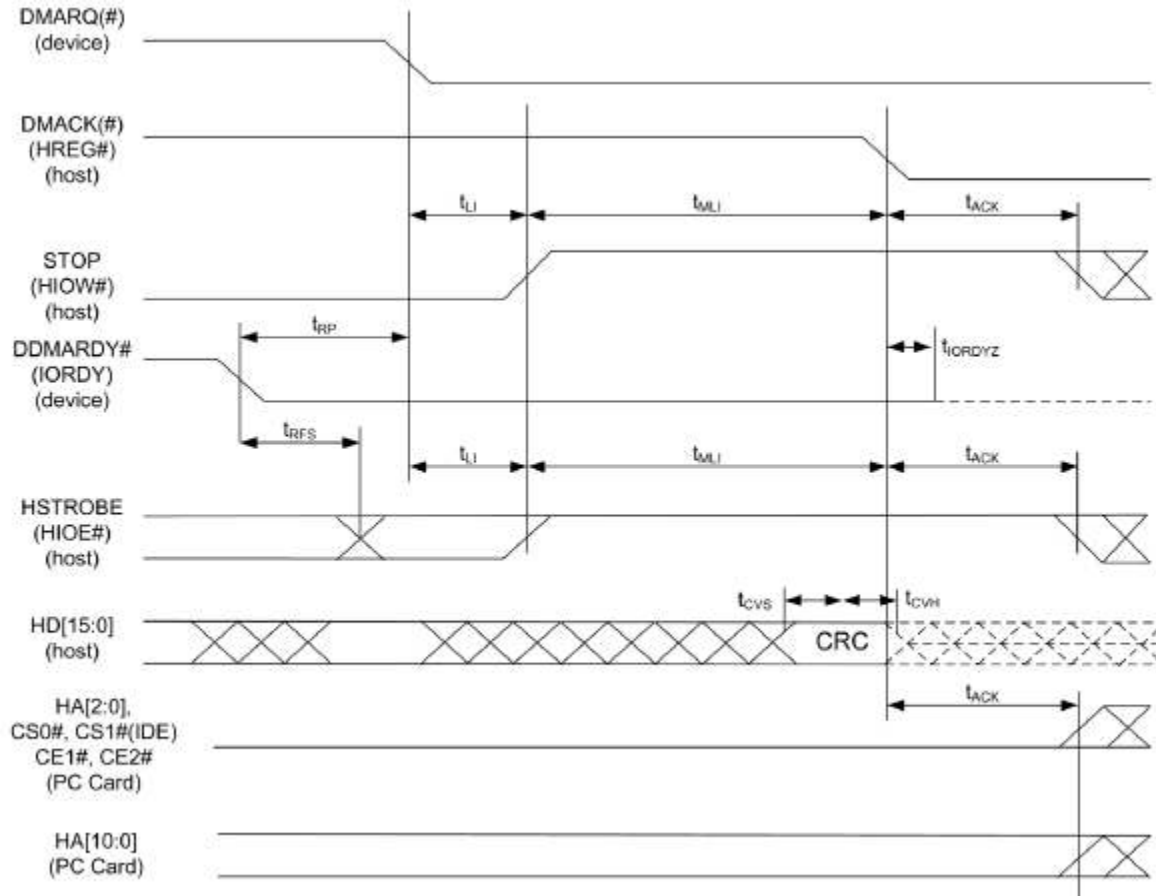 DMARQ(#)
(device)
DMACK(#)
(HREG#)
(host)
tLI
tMLI
tACK
STOP
(HIOW#)
(host)
tRP
DDMARDY#
(IORDY)
(device)
tIORDYZ
tRFS
tLI
tMLI
tACK
HSTROBE
(HIOE#)
(host)
tCVS
tCVH
HD[15:0]
(host)
CRC
tACK
HA[2:0],
CS0#, CS1#(IDE)
CE1#, CE2#
(PC Card)
HA[10:0]
(PC Card)